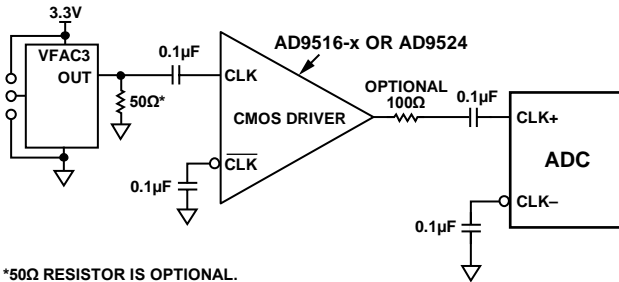 3.3V
VFAC3
OUT
50Ω*
0.1µF
AD9516-x OR AD9524
CLK
CMOS DRIVER
CLK
0.1µF
OPTIONAL
100Ω
0.1µF
CLK+
ADC
CLK–
0.1µF
*50Ω RESISTOR IS OPTIONAL.